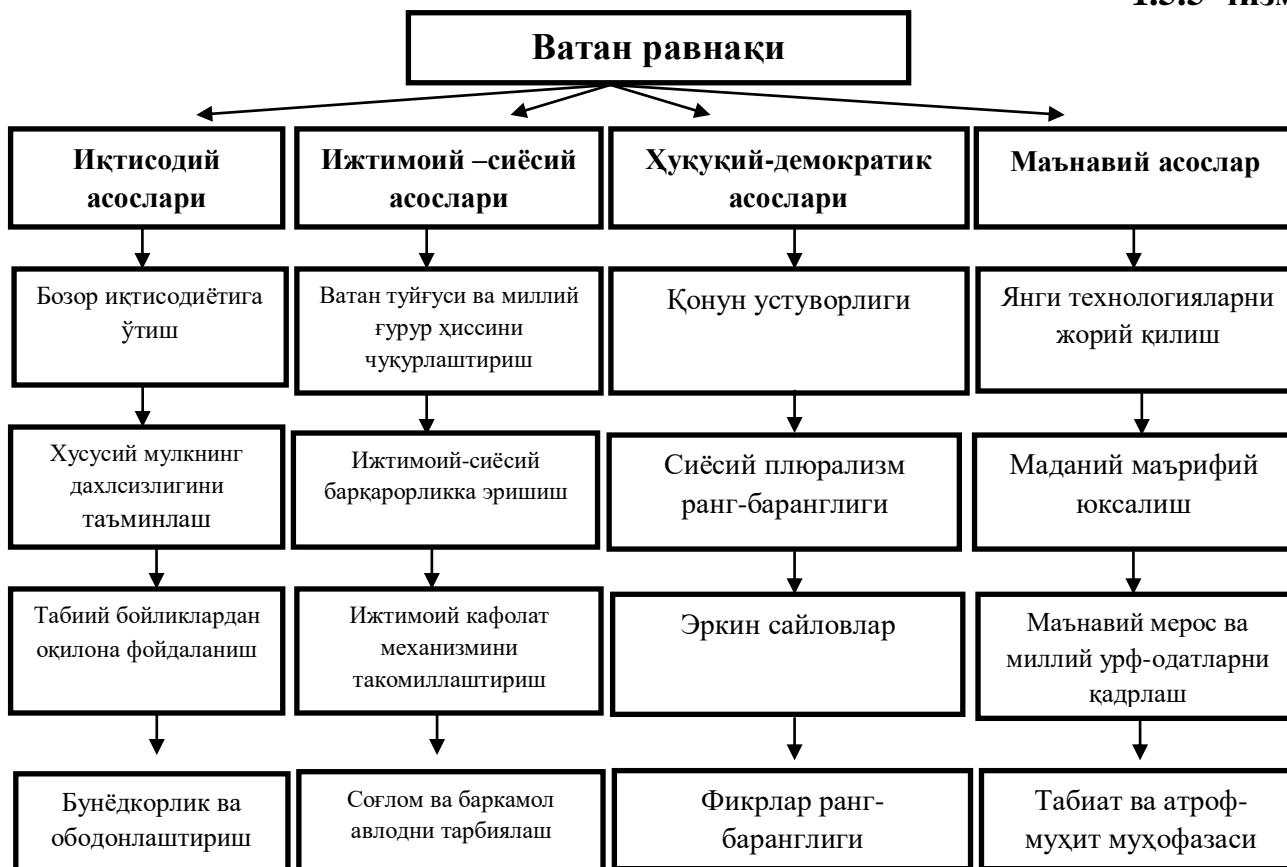 Ватан равнақи
Иқтисодий
асослари
Ижтимоий –сиёсий
асослари
Ҳуқуқий-демократик
асослари
Маънавий асослар
Бозор иқтисодиётига
ўтиш
Ватан туйғуси ва миллий
ғурур ҳиссини
чуқурлаштириш
Қонун устуворлиги
Янги технологияларни
жорий қилиш
Хусусий мулкнинг
дахлсизлигини
таъминлаш
Ижтимоий-сиёсий
барқарорликка эришиш
Сиёсий плюрализм
ранг-баранглиги
Маданий маърифий
юксалиш
Табиий бойликлардан
оқилона фойдаланиш
Ижтимоий кафолат
механизмини
такомиллаштириш
Эркин сайловлар
Маънавий мерос ва
миллий урф-одатларни
қадрлаш
Бунёдкорлик ва
ободонлаштириш
Соғлом ва баркамол
авлодни тарбиялаш
Фикрлар ранг-
баранглиги
Табиат ва атроф-
муҳит муҳофазаси